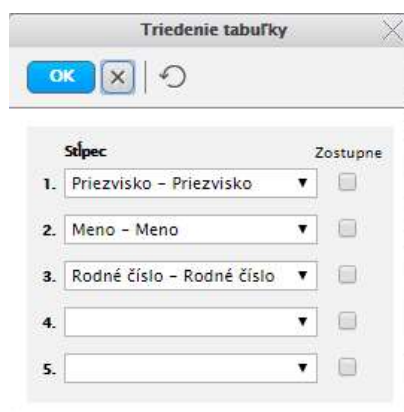 Triedenie tabuľky
OK
Stĺpec Zostupne
1. Priezvisko – Priezvisko
2. Meno – Meno
3. Rodné číslo – Rodné číslo
4.
5.